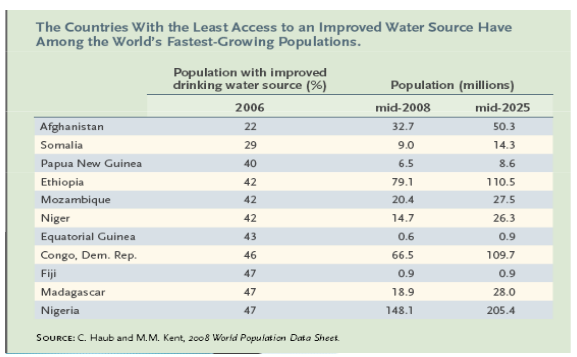 The Countries With the Least Access to an Improved Water Source Have
Among the World's Fastest-Growing Populations.
Population with improved
drinking water source (%) Population (millions)
2006 mid-2008 mid-2025
Afghanistan 22 32.7 50.3
Somalia 29 9.0 14.3
Papua New Guinea 40 6.5 8.6
Ethiopia 42 79.1 110.5
Mozambique 42 20.4 27.5
Niger 42 14.7 26.3
Equatorial Guinea 43 0.6 0.9
Congo, Dem. Rep. 46 66.5 109.7
Fiji 47 0.9 0.9
Madagascar 47 18.9 28.0
Nigeria 47 148.1 205.4
SOURCE: C. Haub and M.M. Kent, 2008 World Population Data Sheet.